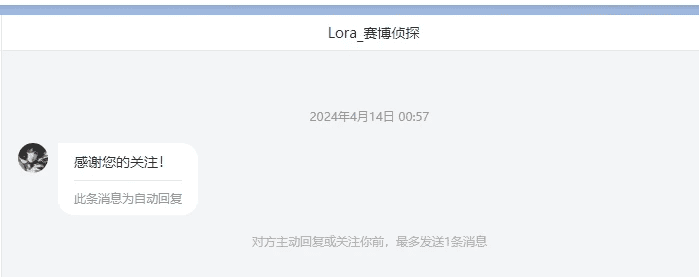 Lora_赛博侦探
2024年4月14日 00:57
感谢您的关注！
此条消息为自动回复
对方主动回复或关注你前，最多发送1条消息